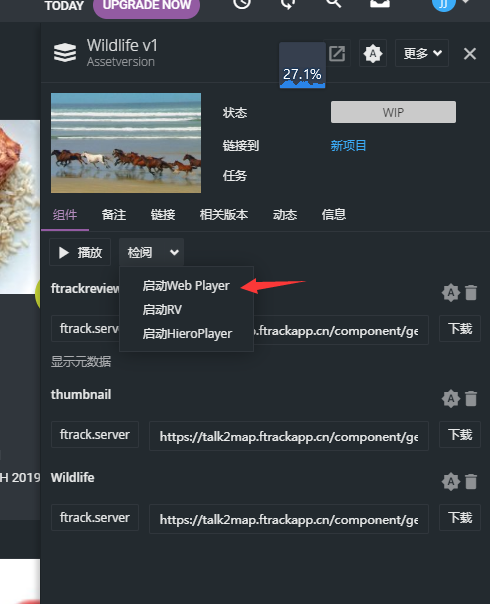 TODAY UPGRADE NOW
JJ
Wildlife v1
Assetversion
27.1%
A 更多
状态 WIP
链接到 新项目
任务
组件 备注 链接 相关版本 动态 信息
播放 检阅
启动Web Player
启动RV
启动HieroPlayer
ftrackreview
A
ftrack.serve
p.ftrackapp.cn/component/ge
下载
显示元数据
thumbnail
A
ftrack.server https://talk2map.ftrackapp.cn/component/ge 下载
Wildlife
A
H 2019
ftrack.server https://talk2map.ftrackapp.cn/component/ge 下载